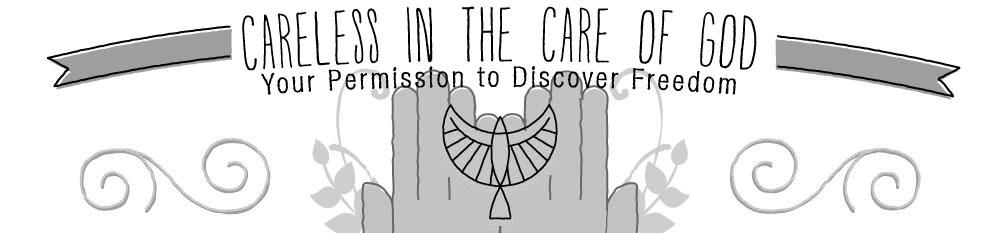 CARELESS IN THE CARE OF GOD
Your Permission to Discover Freedom